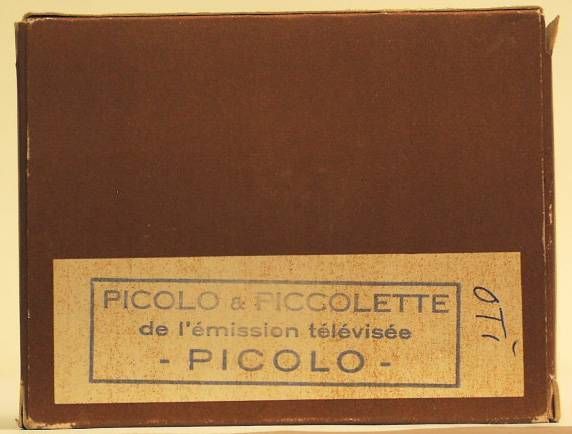 PICOLO & PICCOLETTE
de l'émission télévisée
- PICOLO -